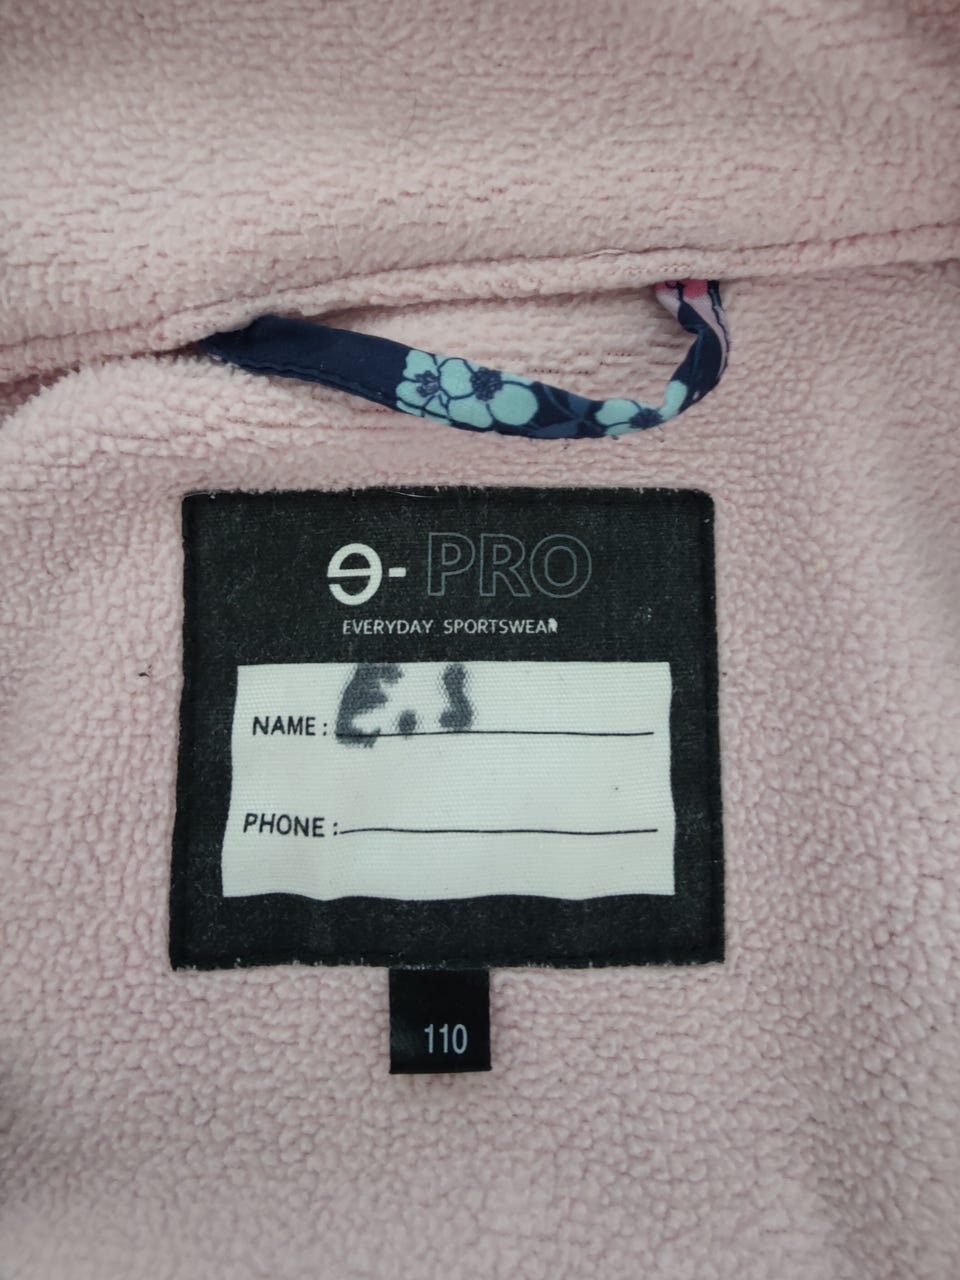 e-PRO
EVERYDAY SPORTSWEAR
NAME:
PHONE:
110